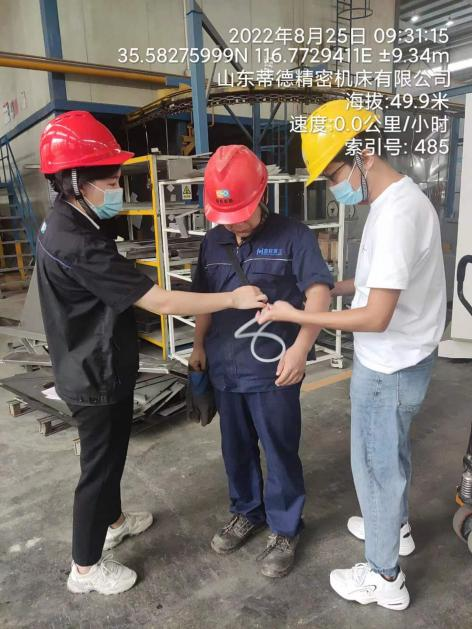 2022年8月25日 09:31:15
35.58275999N 116.7729411E ±9.34m
山东蒂德精密机床有限公司
海拔:49.9米
速度:0.0公里/小时
索引号: 485